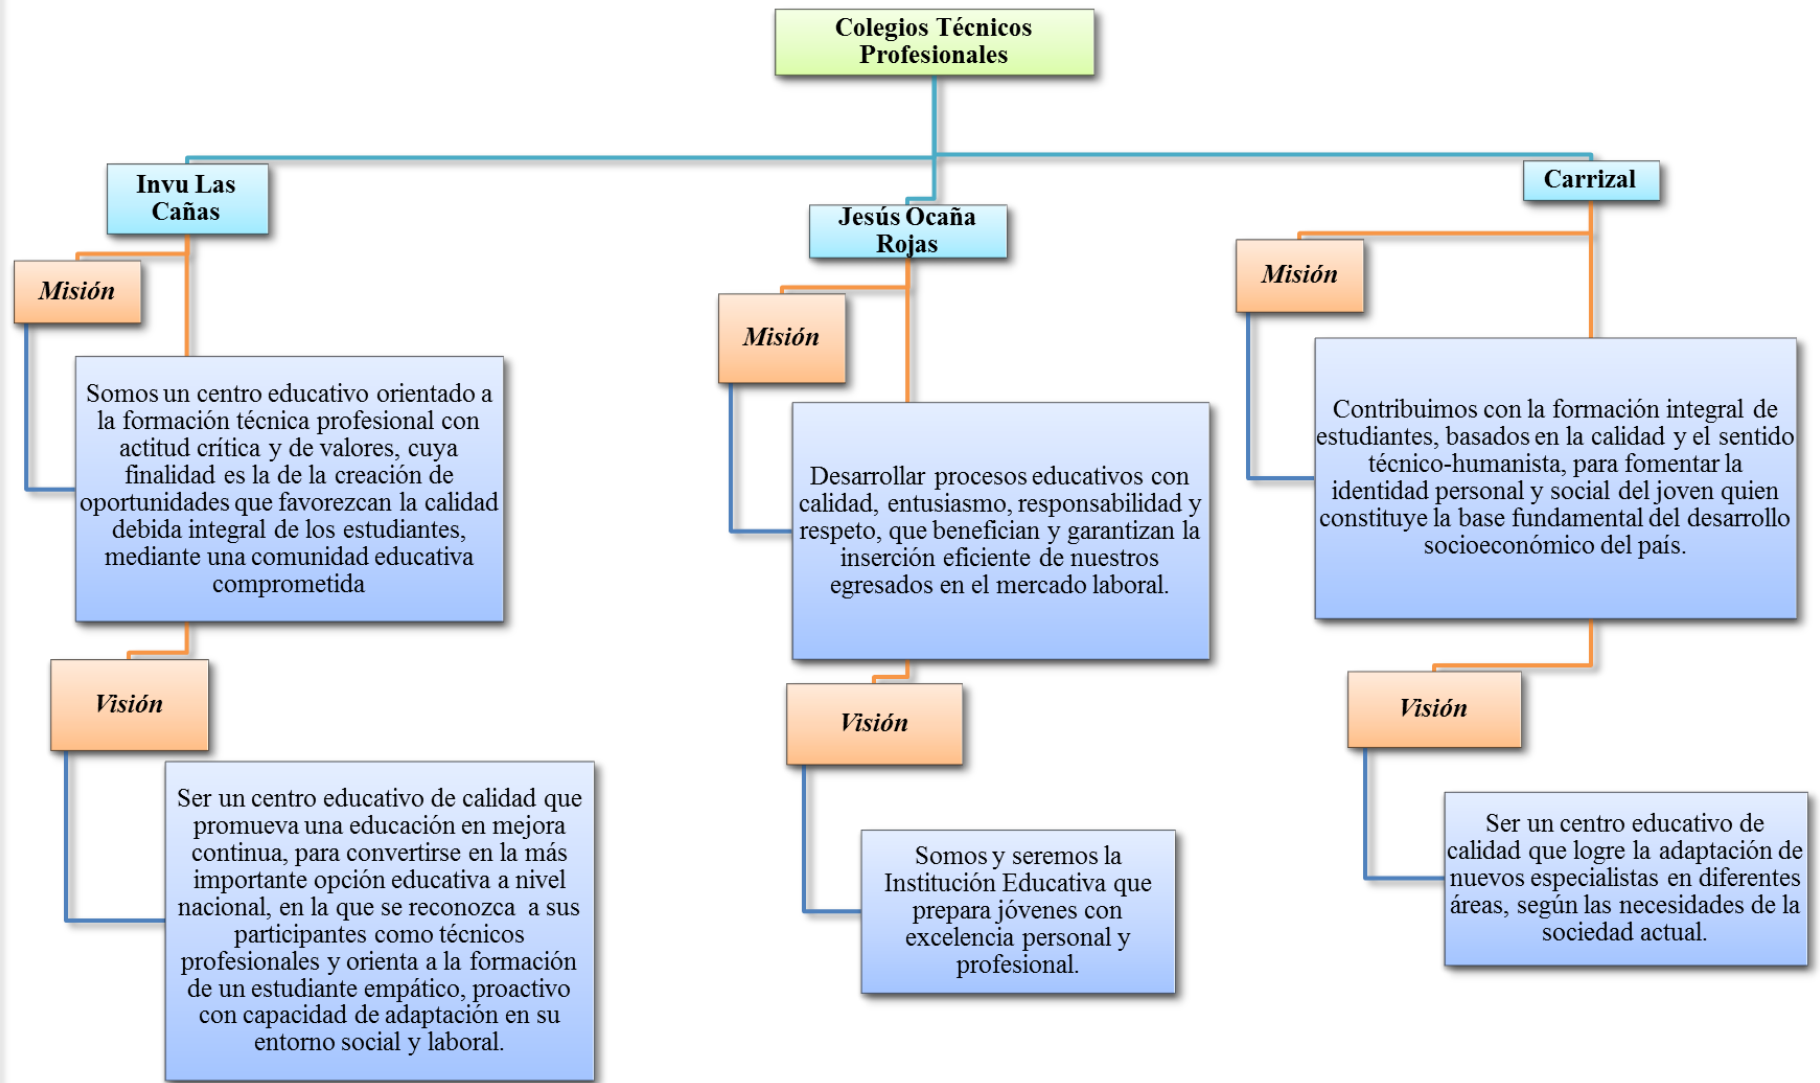 Colegios Técnicos
Profesionales
Invu Las
Cañas
Misión
Somos un centro educativo orientado a
la formación técnica profesional con
actitud crítica y de valores, cuya
finalidad es la de la creación de
oportunidades que favorezcan la calidad
debida integral de los estudiantes,
mediante una comunidad educativa
comprometida
Visión
Ser un centro educativo de calidad que
promueva una educación en mejora
continua, para convertirse en la más
importante opción educativa a nivel
nacional, en la que se reconozca a sus
participantes como técnicos
profesionales y orienta a la formación
de un estudiante empático, proactivo
con capacidad de adaptación en su
entorno social y laboral.
Jesús Ocaña
Rojas
Misión
Desarrollar procesos educativos con
calidad, entusiasmo, responsabilidad y
respeto, que benefician y garantizan la
inserción eficiente de nuestros
egresados en el mercado laboral.
Visión
Somos y seremos la
Institución Educativa que
prepara jóvenes con
excelencia personal y
profesional.
Carrizal
Misión
Contribuimos con la formación integral de
estudiantes, basados en la calidad y el sentido
técnico-humanista, para fomentar la
identidad personal y social del joven quien
constituye la base fundamental del desarrollo
socioeconómico del país.
Visión
Ser un centro educativo de
calidad que logre la adaptación de
nuevos especialistas en diferentes
áreas, según las necesidades de la
sociedad actual.